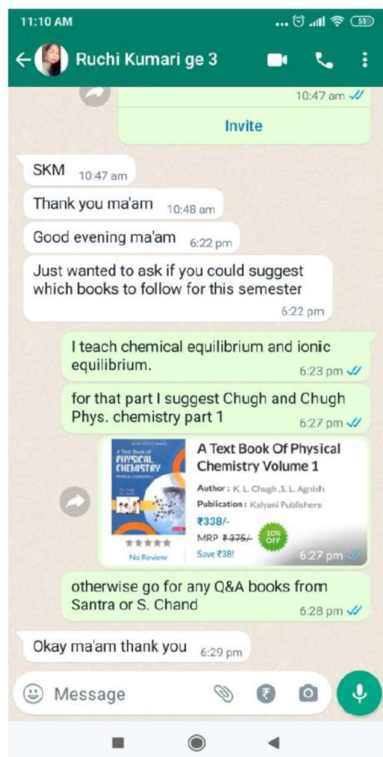 11:10 AM
Ruchi Kumari ge 3
10:47 am
Invite
SKM 10:47 am
Thank you ma'am 10:48 am
Good evening ma'am 6:22 pm
Just wanted to ask if you could suggest
which books to follow for this semester
6:22 pm
I teach chemical equilibrium and ionic
equilibrium. 6:23 pm
for that part I suggest Chugh and Chugh
Phys. chemistry part 1 6:27 pm
A Text Book of
PHYSICAL
CHEMISTRY
A Text Book Of Physical
Chemistry Volume 1
Author : K. L. Chugh ,S. L. Agnish
Publication : Kalyani Publishers
₹338/-
MRP ₹ 375/-
10%
OFF
No Review
Save ₹38!
6:27 pm
otherwise go for any Q&A books from
Santra or S. Chand 6:28 pm
Okay ma'am thank you 6:29 pm
Message